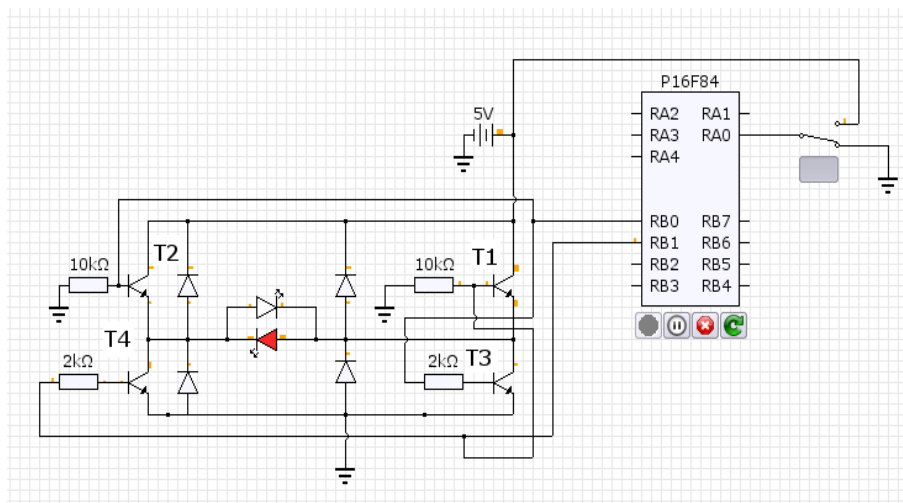 P16F84
5V
RA2 RA1
RA3 RA0
RA4
RB0 RB7
RB1 RB6
RB2 RB5
RB3 RB4
T2
T1
10kΩ
10kΩ
T4
T3
2kΩ
2kΩ